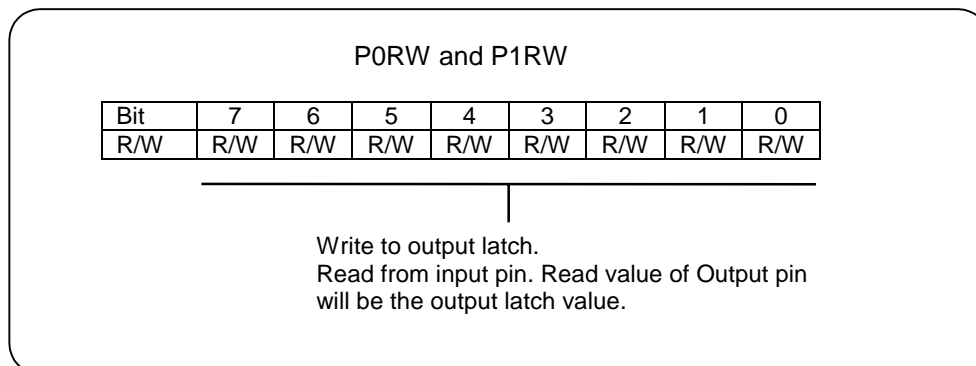 P0RW and P1RW
Bit 7 6 5 4 3 2 1 0
R/W R/W R/W R/W R/W R/W R/W R/W R/W
Write to output latch.
Read from input pin. Read value of Output pin
will be the output latch value.